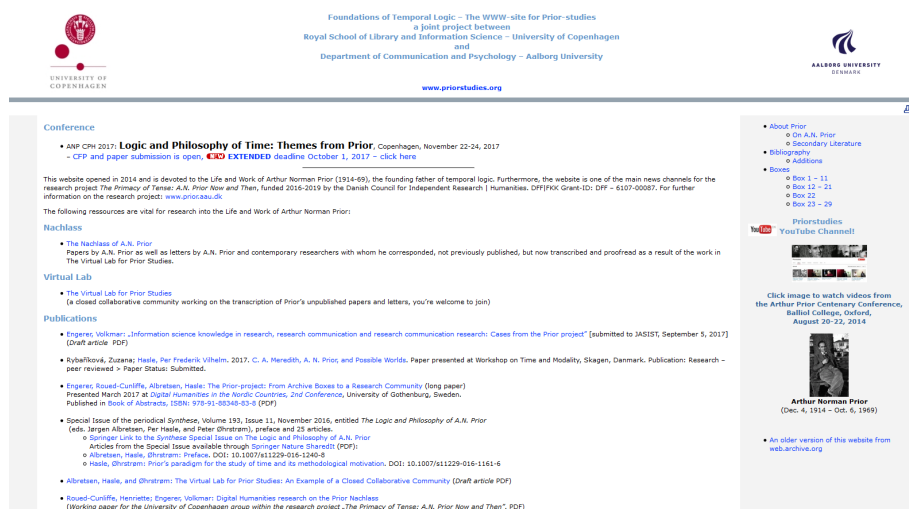 Foundations of Temporal Logic – The WWW-site for Prior-studies
a joint project between
Royal School of Library and Information Science – University of Copenhagen
and
Department of Communication and Psychology – Aalborg University
www.priorstudies.org
UNIVERSITY OF
COPENHAGEN
AALBORG UNIVERSITY
DENMARK
Conference
• ANP CPH 2017: Logic and Philosophy of Time: Themes from Prior, Copenhagen, November 22-24, 2017
– CFP and paper submission is open, NEW EXTENDED deadline October 1, 2017 – click here
This website opened in 2014 and is devoted to the Life and Work of Arthur Norman Prior (1914-69), the founding father of temporal logic. Furthermore, the website is one of the main news channels for the
research project The Primacy of Tense: A.N. Prior Now and Then, funded 2016-2019 by the Danish Council for Independent Research | Humanities. DFF|FKK Grant-ID: DFF – 6107-00087. For further
information on the research project: www.prior.aau.dk
The following ressources are vital for research into the Life and Work of Arthur Norman Prior:
Nachlass
• The Nachlass of A.N. Prior
Papers by A.N. Prior as well as letters by A.N. Prior and contemporary researchers with whom he corresponded, not previously published, but now transcribed and proofread as a result of the work in
The Virtual Lab for Prior Studies.
Virtual Lab
• The Virtual Lab for Prior Studies
(a closed collaborative community working on the transcription of Prior's unpublished papers and letters, you're welcome to join)
Publications
• Engerer, Volkmar: „Information science knowledge in research, research communication and research communication research: Cases from the Prior project" [submitted to JASIST, September 5, 2017]
(Draft article PDF)
• Rybaříková, Zuzana; Hasle, Per Frederik Vilhelm. 2017. C. A. Meredith, A. N. Prior, and Possible Worlds. Paper presented at Workshop on Time and Modality, Skagen, Danmark. Publication: Research –
peer reviewed > Paper Status: Submitted.
• Engerer, Roued-Cunliffe, Albretsen, Hasle: The Prior-project: From Archive Boxes to a Research Community (long paper)
Presented March 2017 at Digital Humanities in the Nordic Countries, 2nd Conference, University of Gothenburg, Sweden.
Published in Book of Abstracts, ISBN: 978-91-88348-83-8 (PDF)
• Special Issue of the periodical Synthese, Volume 193, Issue 11, November 2016, entitled The Logic and Philosophy of A.N. Prior
(eds. Jørgen Albretsen, Per Hasle, and Peter Øhrstrøm), preface and 25 articles.
o Springer Link to the Synthese Special Issue on The Logic and Philosophy of A.N. Prior
Articles from the Special Issue available through Springer Nature SharedIt (PDF):
o Albretsen, Hasle, Øhrstrøm: Preface. DOI: 10.1007/s11229-016-1240-8
o Hasle, Øhrstrøm: Prior's paradigm for the study of time and its methodological motivation. DOI: 10.1007/s11229-016-1161-6
• Albretsen, Hasle, and Øhrstrøm: The Virtual Lab for Prior Studies: An Example of a Closed Collaborative Community (Draft article PDF)
• Roued-Cunliffe, Henriette; Engerer, Volkmar: Digital Humanities research on the Prior Nachlass
(Working paper for the University of Copenhagen group within the research project „The Primacy of Tense: A.N. Prior Now and Then", PDF)
• About Prior
o On A.N. Prior
o Secondary Literature
• Bibliography
o Additions
• Boxes
o Box 1 – 11
o Box 12 – 21
o Box 22
o Box 23 – 29
YouTube
Priorstudies
YouTube Channel!
Click image to watch videos from
the Arthur Prior Centenary Conference,
Balliol College, Oxford,
August 20-22, 2014
Arthur Norman Prior
(Dec. 4, 1914 – Oct. 6, 1969)
• An older version of this website from
web.archive.org